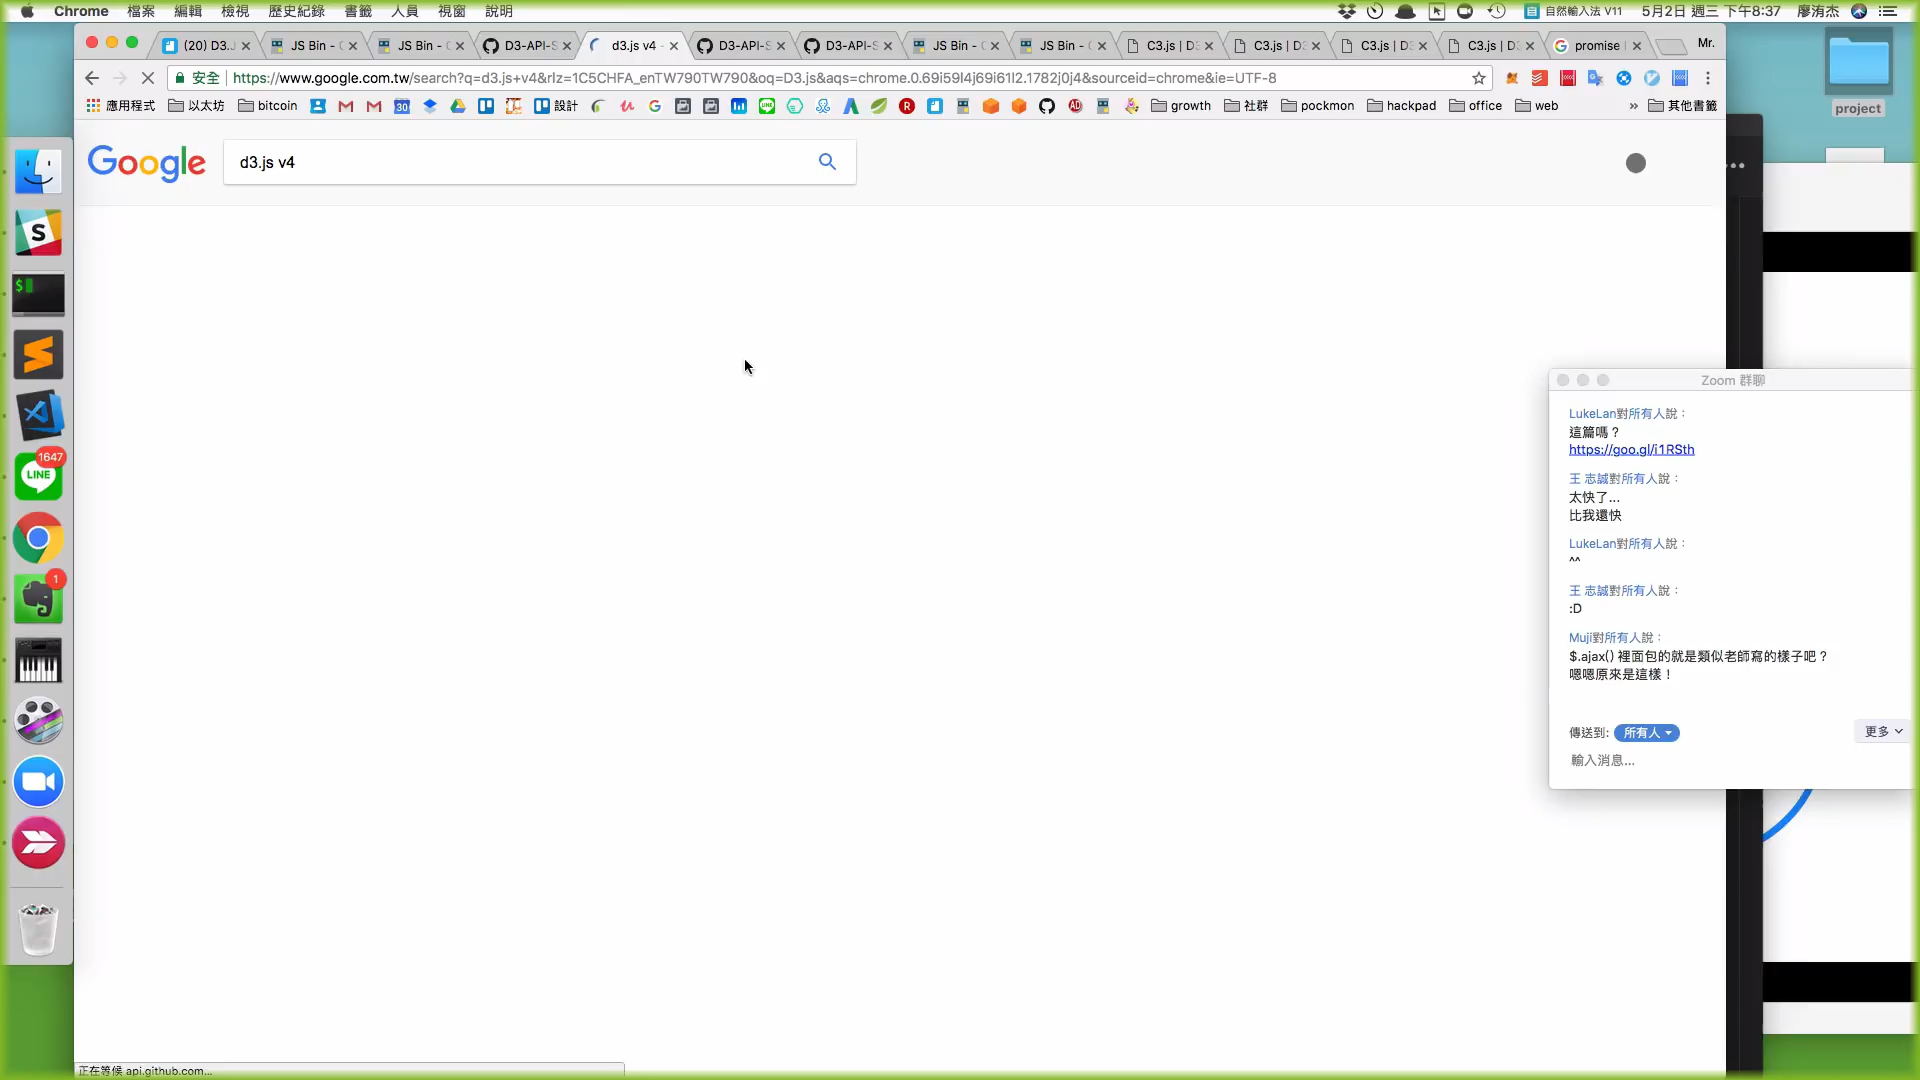 Chrome 檔案 編輯 檢視 歷史紀錄 書籤 人員 視窗 說明 自然輸入法 V11 5月2日 週三 下午8:37 廖洧杰
(20) D3.J JS Bin - JS Bin - D3-API-S d3.js v4 - D3-API-S D3-API-S JS Bin - JS Bin - C3.js | D3 C3.js | D3 C3.js | D3 C3.js | D3 promise Mr.
安全 https://www.google.com.tw/search?q=d3.js+v4&rlz=1C5CHFA_enTW790TW790&oq=D3.js&aqs=chrome.0.69i59l4j69i61l2.1782j0j4&sourceid=chrome&ie=UTF-8
應用程式 以太坊 bitcoin 30 設計 growth 社群 pockmon hackpad office web » 其他書籤
project
Google d3.js v4
S
$
1647
LINE
1
Zoom 群聊
LukeLan對所有人說：
這篇嗎？
https://goo.gl/i1RSth
王 志誠對所有人說：
太快了...
比我還快
LukeLan對所有人說：
^^
王 志誠對所有人說：
:D
Muji對所有人說：
$.ajax() 裡面包的就是類似老師寫的樣子吧？
嗯嗯原來是這樣！
傳送到: 所有人 更多
輸入消息...
正在等候 api.github.com...